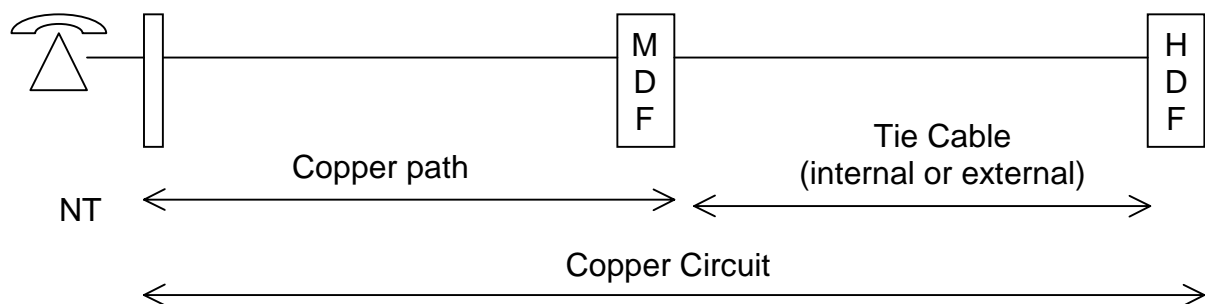 M
D
F
H
D
F
Copper path
Tie Cable
(internal or external)
NT
Copper Circuit